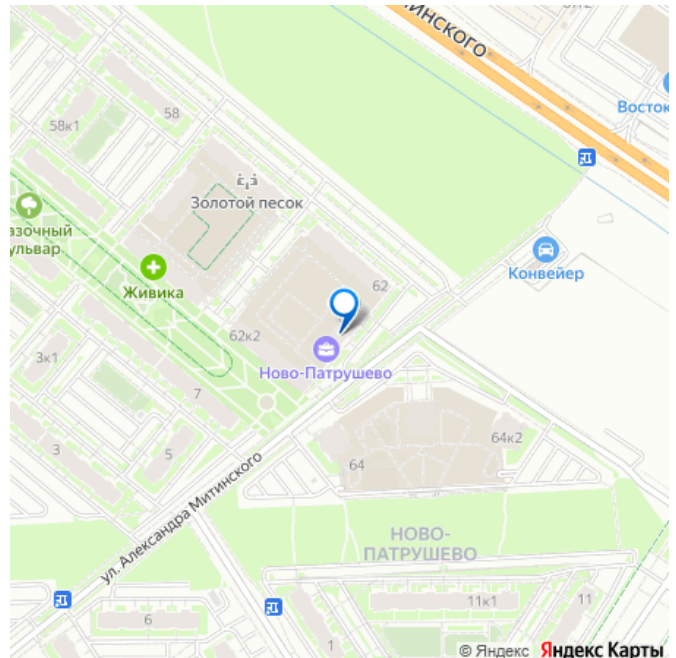 МИТИНСКОГО
Восток
58
58к1
Золотой песок
азочный
ульвар
Конвейер
Живика
62
62к2
Ново-Патрушево
3к1
7
64к2
5
3
64
ул. Александра Митинского
НОВО-
ПАТРУШЕВО
11к1
11
6
1
© Яндекс Яндекс Карты